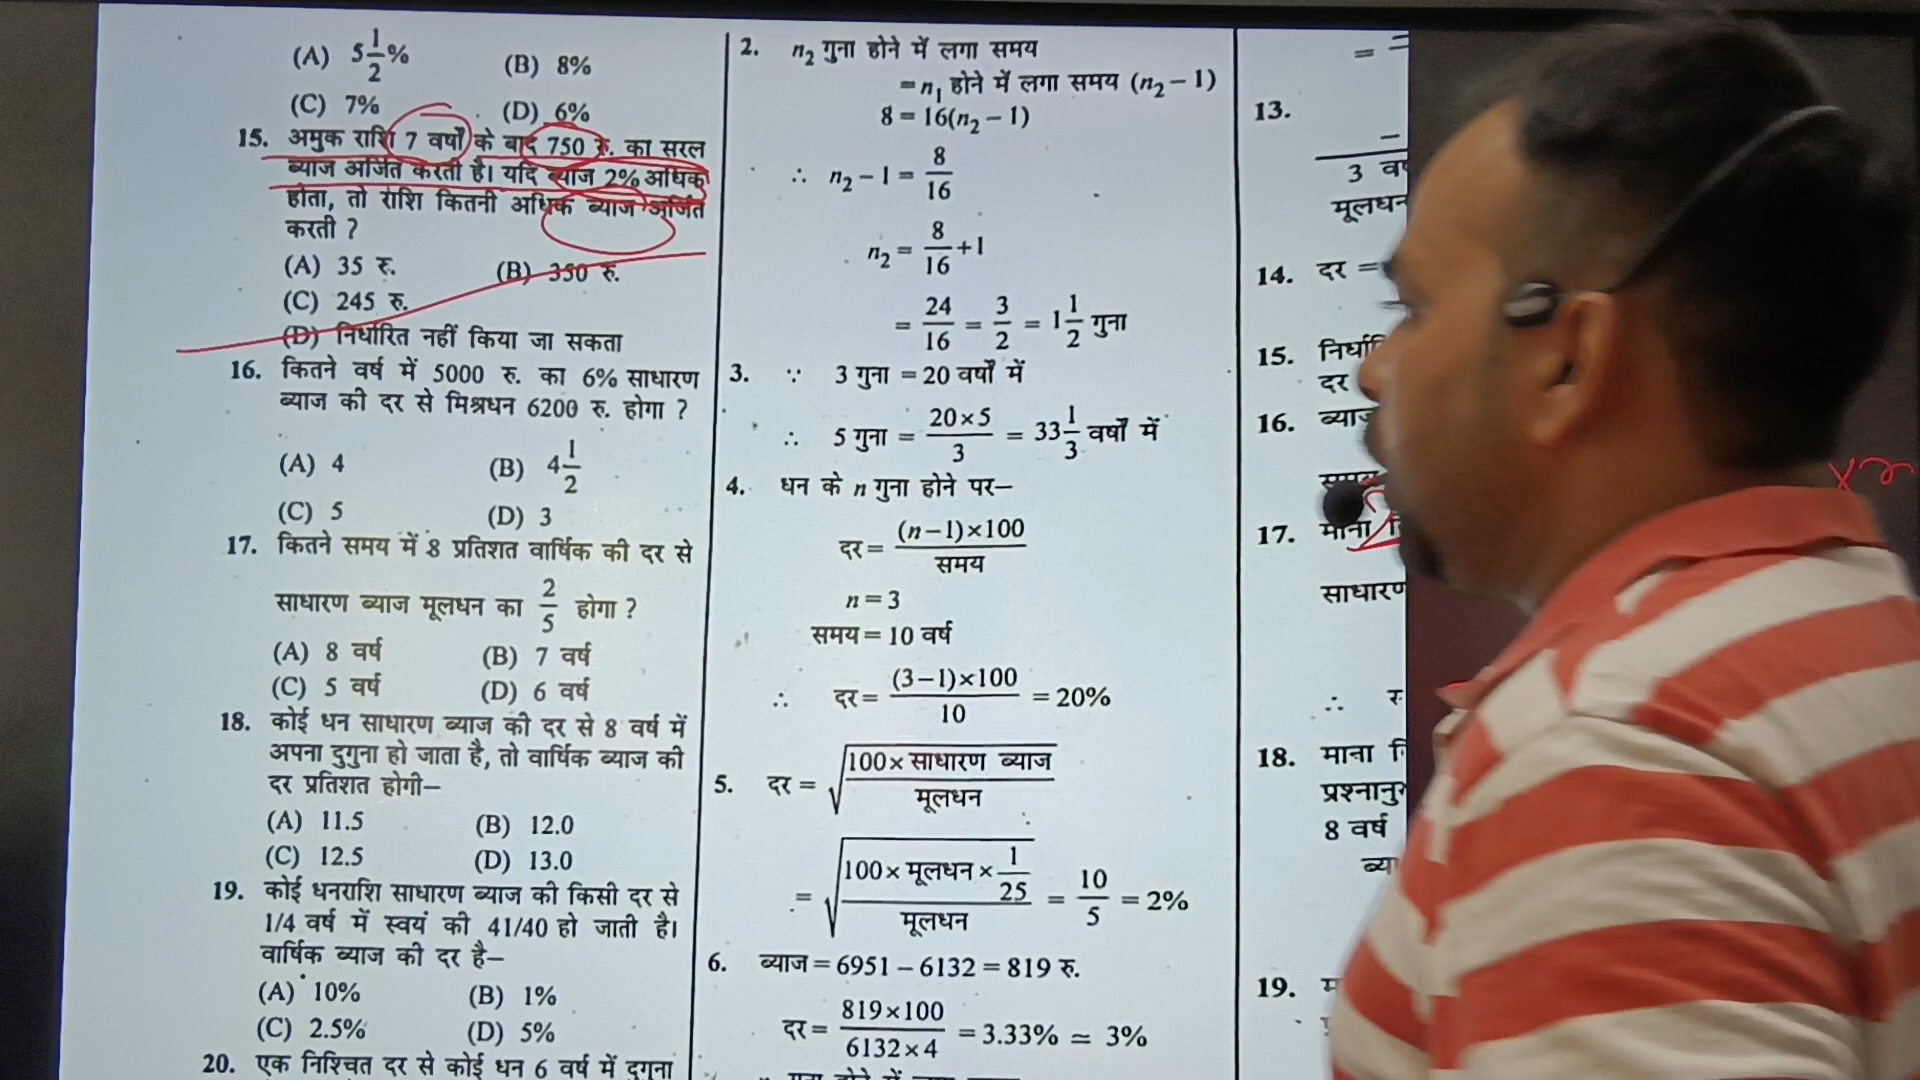 (A) 5 1/2 %
(B) 8%
(C) 7%
(D) 6%
15. अमुक राशि 7 वर्षों के बाद 750 रु. का सरल
ब्याज अर्जित करती है। यदि ब्याज 2% अधिक
होता, तो राशि कितनी अधिक ब्याज अर्जित
करती ?
(A) 35 रु.
(B) 350 रु.
(C) 245 रु.
(D) निर्धारित नहीं किया जा सकता
16. कितने वर्ष में 5000 रु. का 6% साधारण
ब्याज की दर से मिश्रधन 6200 रु. होगा ?
(A) 4
(B) 4 1/2
(C) 5
(D) 3
17. कितने समय में 8 प्रतिशत वार्षिक की दर से
साधारण ब्याज मूलधन का 2/5 होगा ?
(A) 8 वर्ष
(B) 7 वर्ष
(C) 5 वर्ष
(D) 6 वर्ष
18. कोई धन साधारण ब्याज की दर से 8 वर्ष में
अपना दुगुना हो जाता है, तो वार्षिक ब्याज की
दर प्रतिशत होगी–
(A) 11.5
(B) 12.0
(C) 12.5
(D) 13.0
19. कोई धनराशि साधारण ब्याज की किसी दर से
1/4 वर्ष में स्वयं की 41/40 हो जाती है।
वार्षिक ब्याज की दर है–
(A) 10%
(B) 1%
(C) 2.5%
(D) 5%
20. एक निश्चित दर से कोई धन 6 वर्ष में दुगुना
2. n₂ गुना होने में लगा समय
= n₁ होने में लगा समय (n₂ – 1)
8 = 16(n₂ – 1)
∴ n₂ – 1 = 8/16
n₂ = 8/16 + 1
= 24/16 = 3/2 = 1 1/2 गुना
3. ∵ 3 गुना = 20 वर्षों में
∴ 5 गुना = 20×5/3 = 33 1/3 वर्षों में
4. धन के n गुना होने पर–
दर = (n–1)×100/समय
n = 3
समय = 10 वर्ष
∴ दर = (3–1)×100/10 = 20%
5. दर = √(100× साधारण ब्याज/मूलधन)
= √(100× मूलधन × 1/25/मूलधन) = 10/5 = 2%
6. ब्याज = 6951 – 6132 = 819 रु.
दर = 819×100/6132×4 = 3.33% ≃ 3%
13.
3 वर्
मूलधन
14. दर =
15.
दर
16.
17. माना
साधारण
∴
18. माना
8 वर्ष
19.